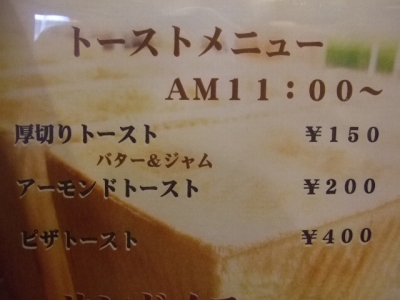 トーストメニュー
ＡＭ１１：００～
厚切りトースト ￥１５０
バター＆ジャム
アーモンドトースト ￥２００
ピザトースト ￥４００